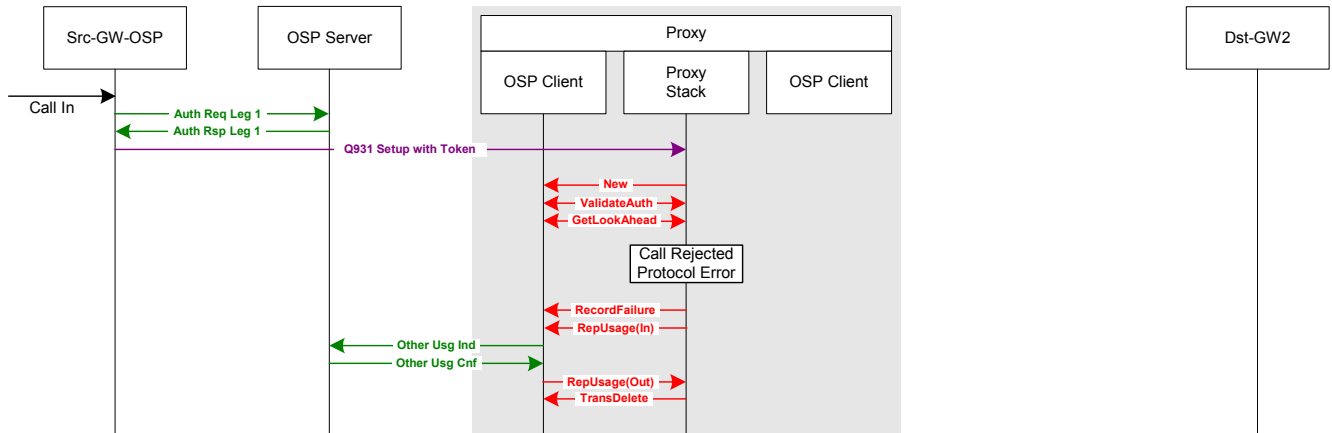 Src-GW-OSP
OSP Server
Proxy
Dst-GW2
OSP Client
Proxy
Stack
OSP Client
Call In
Auth Req Leg 1
Auth Rsp Leg 1
Q931 Setup with Token
New
ValidateAuth
GetLookAhead
Call Rejected
Protocol Error
RecordFailure
RepUsage(In)
Other Usg Ind
Other Usg Cnf
RepUsage(Out)
TransDelete